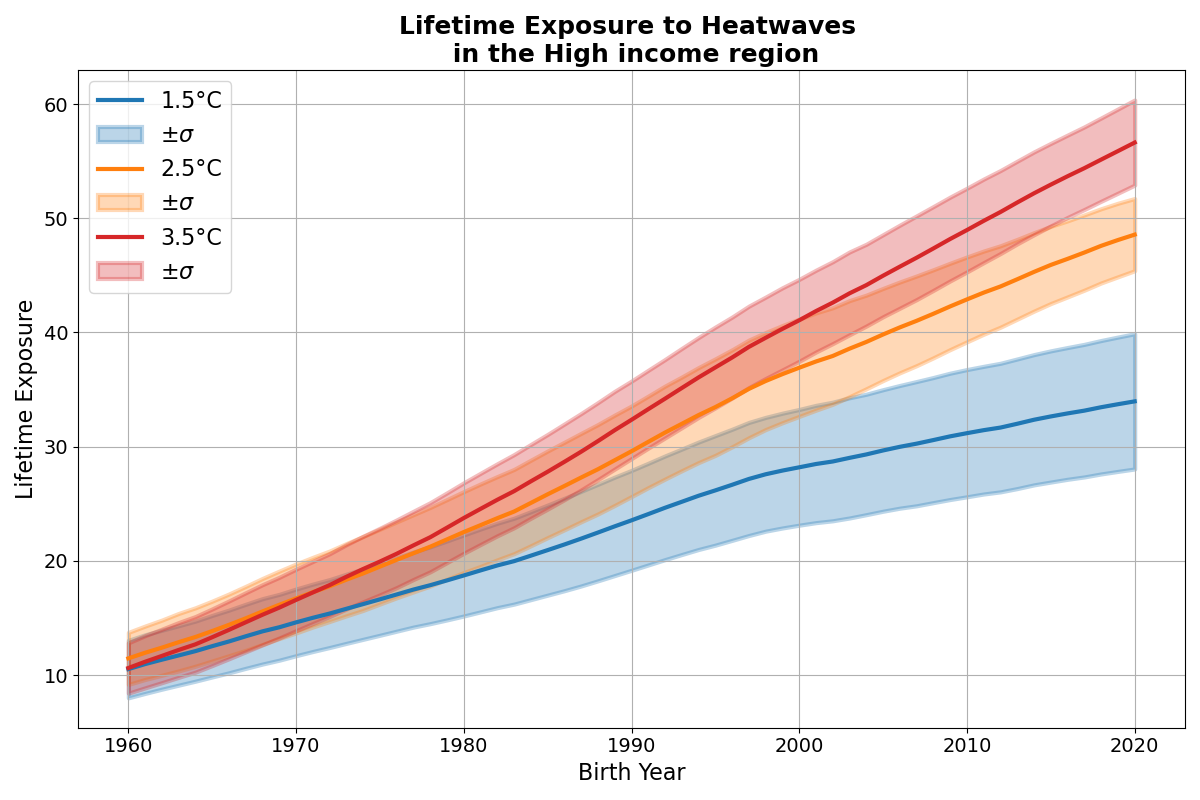 Lifetime Exposure to Heatwaves
in the High income region
1.5°C
±σ
2.5°C
±σ
3.5°C
±σ
Lifetime Exposure
60
50
40
30
20
10
1960 1970 1980 1990 2000 2010 2020
Birth Year